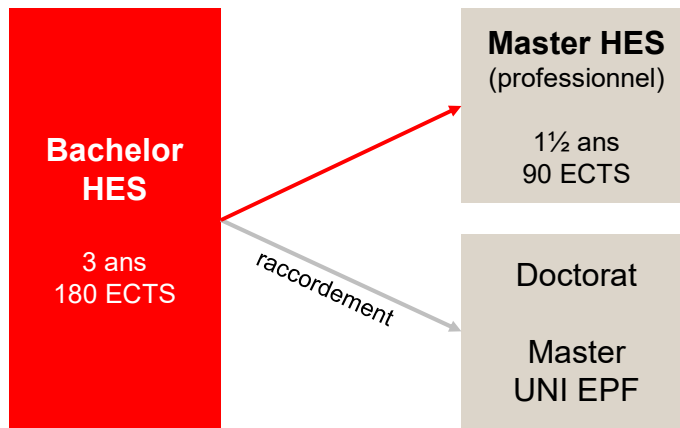 Bachelor
HES
3 ans
180 ECTS
raccordement
Master HES
(professionnel)
1½ ans
90 ECTS
Doctorat
Master
UNI EPF